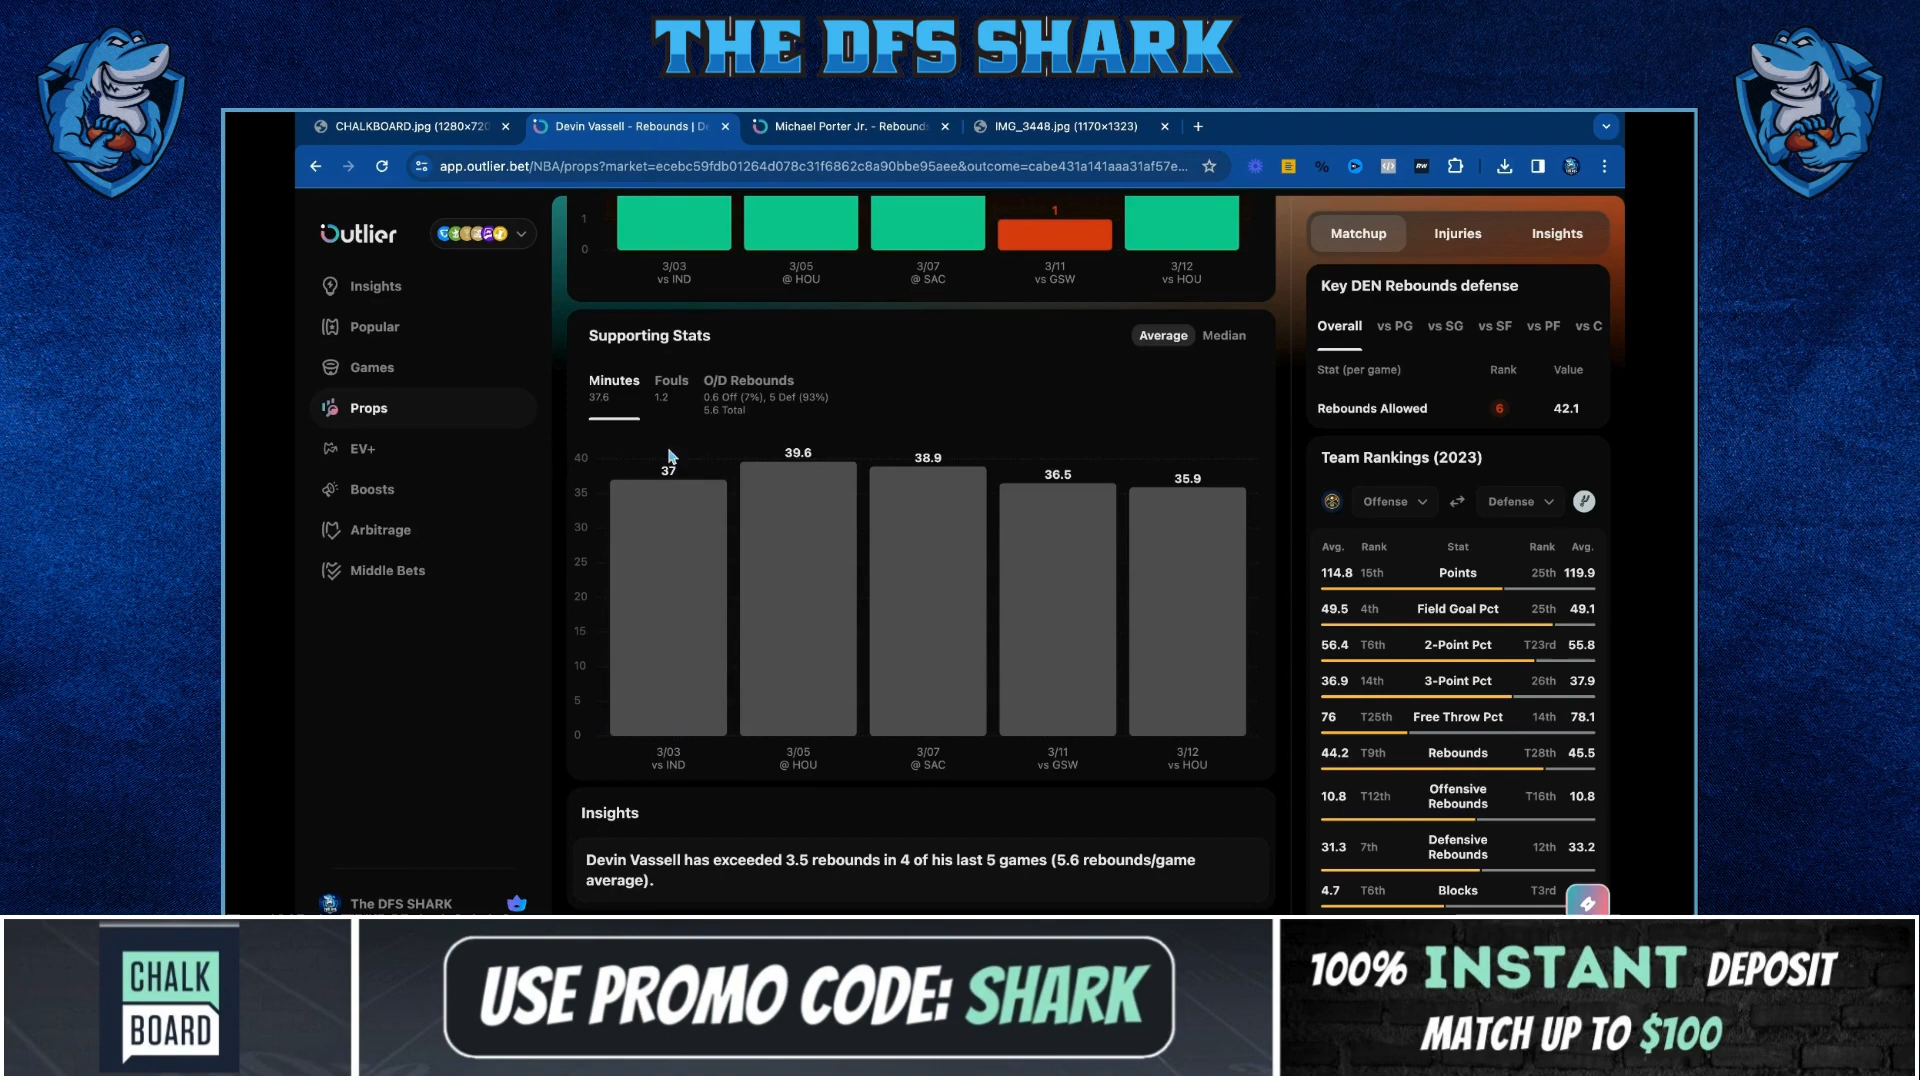 THE DFS SHARK
CHALKBOARD.jpg (1280×720
Devin Vassell - Rebounds | De
Michael Porter Jr. - Rebounds
IMG_3448.jpg (1170×1323)
app.outlier.bet/NBA/props?market=ecebc59fdb01264d078c31f6862c8a90bbe95aee&outcome=cabe431a141aaa31af57e...
Outlier
Insights
Popular
Games
Props
EV+
Boosts
Arbitrage
Middle Bets
The DFS SHARK
1
0
1
3/03 3/05 3/07 3/11 3/12
vs IND @ HOU @ SAC vs GSW vs HOU
Supporting Stats
Average Median
Minutes Fouls O/D Rebounds
37.6 1.2 0.6 Off (7%), 5 Def (93%)
5.6 Total
40
35
30
25
20
15
10
5
0
37 39.6 38.9 36.5 35.9
3/03 3/05 3/07 3/11 3/12
vs IND @ HOU @ SAC vs GSW vs HOU
Insights
Devin Vassell has exceeded 3.5 rebounds in 4 of his last 5 games (5.6 rebounds/game
average).
Matchup Injuries Insights
Key DEN Rebounds defense
Overall vs PG vs SG vs SF vs PF vs C
Stat (per game) Rank Value
Rebounds Allowed 6 42.1
Team Rankings (2023)
Offense Defense
Avg. Rank Stat Rank Avg.
114.8 15th Points 25th 119.9
49.5 4th Field Goal Pct 25th 49.1
56.4 T6th 2-Point Pct T23rd 55.8
36.9 14th 3-Point Pct 26th 37.9
76 T25th Free Throw Pct 14th 78.1
44.2 T9th Rebounds T28th 45.5
10.8 T12th Offensive Rebounds T16th 10.8
31.3 7th Defensive Rebounds 12th 33.2
4.7 T6th Blocks T3rd
CHALK
BOARD
USE PROMO CODE: SHARK
100% INSTANT DEPOSIT
MATCH UP TO $100